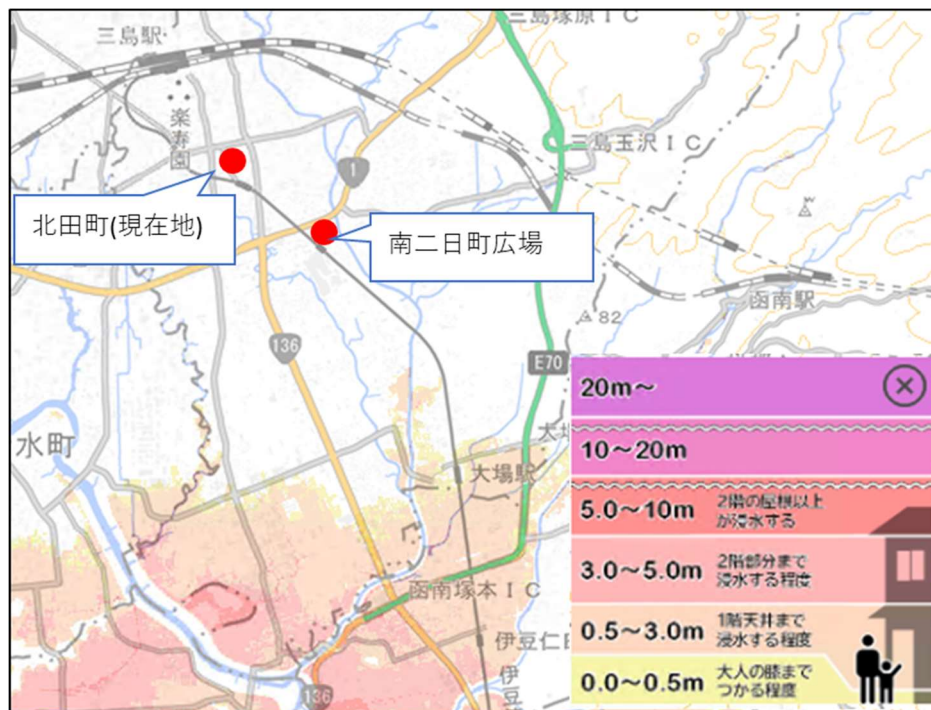 三島塚原IC
三島駅
楽寿園
三島玉沢IC
1
北田町(現在地)
南二日町広場
函南駅
82
136
E70
水町
大場駅
函南塚本IC
伊豆仁田
伊豆
136
20m～
10～20m
5.0～10m 2階の屋根以上
が浸水する
3.0～5.0m 2階部分まで
浸水する程度
0.5～3.0m 1階天井まで
浸水する程度
0.0～0.5m 大人の膝まで
つかる程度